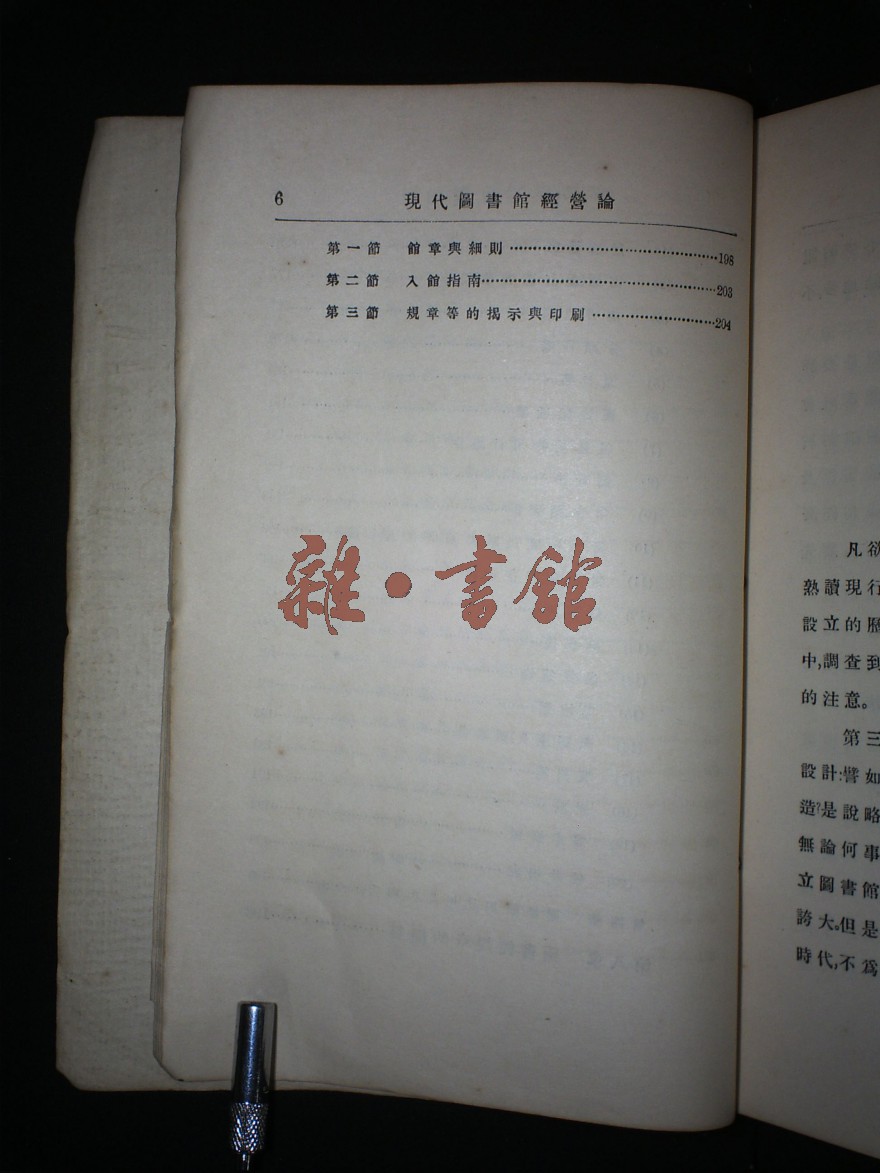 6 現代圖書館經營論
第一節 館章與細則……………………………………198
第二節 入館指南……………………………………203
第三節 規章等的揭示與印刷……………………204
雜·書館
凡欲
熟讀現行
設立的歷
中,調查到
的注意。
第三
設計:譬如
造?是說略
無論何事
立圖書館
誇大。但是
時代,不爲